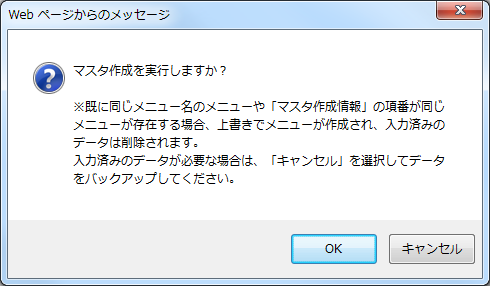 Web ページからのメッセージ
マスタ作成を実行しますか？
※既に同じメニュー名のメニューや「マスタ作成情報」の項番が同じ
メニューが存在する場合、上書きでメニューが作成され、入力済みの
データは削除されます。
入力済みのデータが必要な場合は、「キャンセル」を選択してデータ
をバックアップしてください。
OK
キャンセル